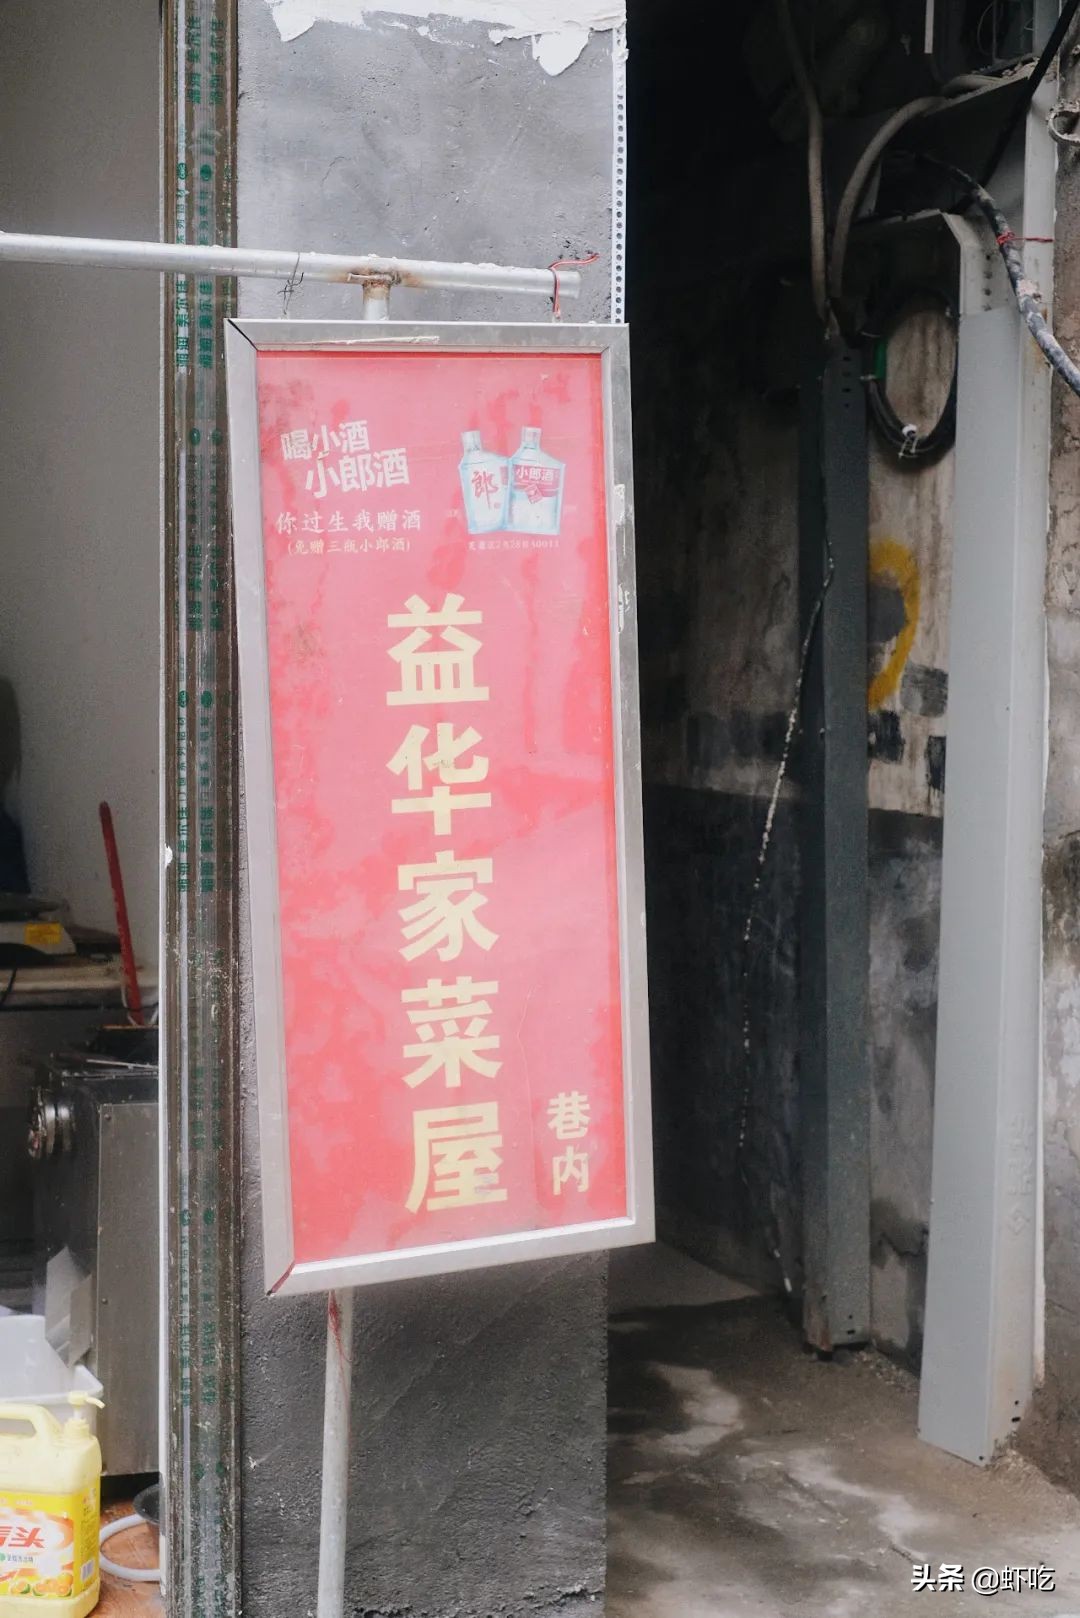 喝小酒
小郎酒
你过生我赠酒
(免赠三瓶小郎酒)
郎
小郎酒
益华家菜屋
巷内
头条 @虾吃